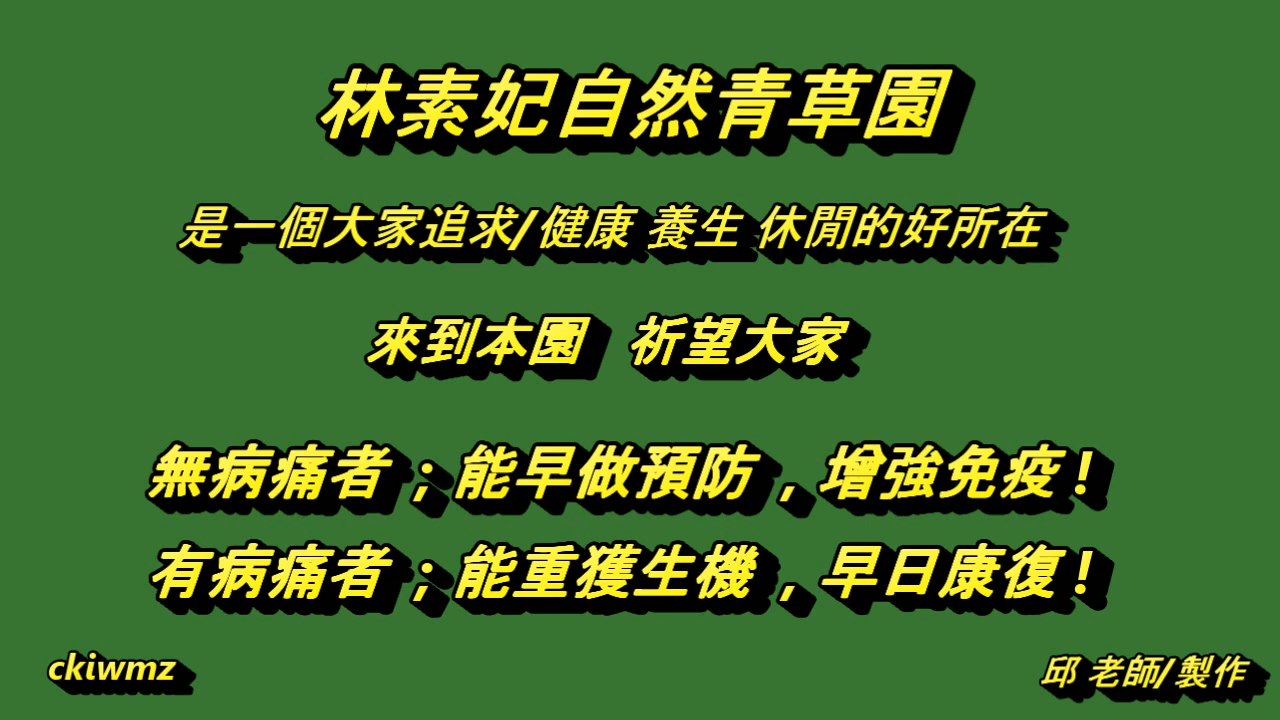 林素妃自然青草園
是一個大家追求/健康 養生 休閒的好所在
來到本園 祈望大家
無病痛者；能早做預防，增強免疫！
有病痛者；能重獲生機，早日康復！
ckiwmz
邱 老師/製作